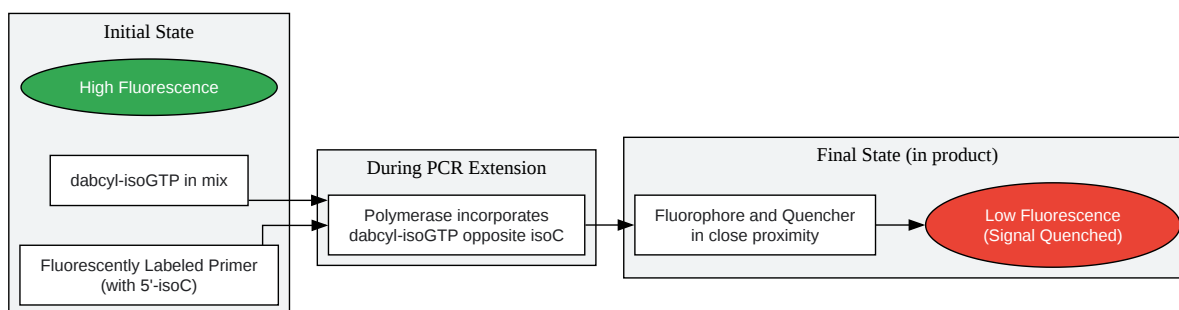 Initial State
High Fluorescence
dabcyl-isoGTP in mix
Fluorescently Labeled Primer
(with 5'-isoC)
During PCR Extension
Polymerase incorporates
dabcyl-isoGTP opposite isoC
Final State (in product)
Fluorophore and Quencher
in close proximity
Low Fluorescence
(Signal Quenched)